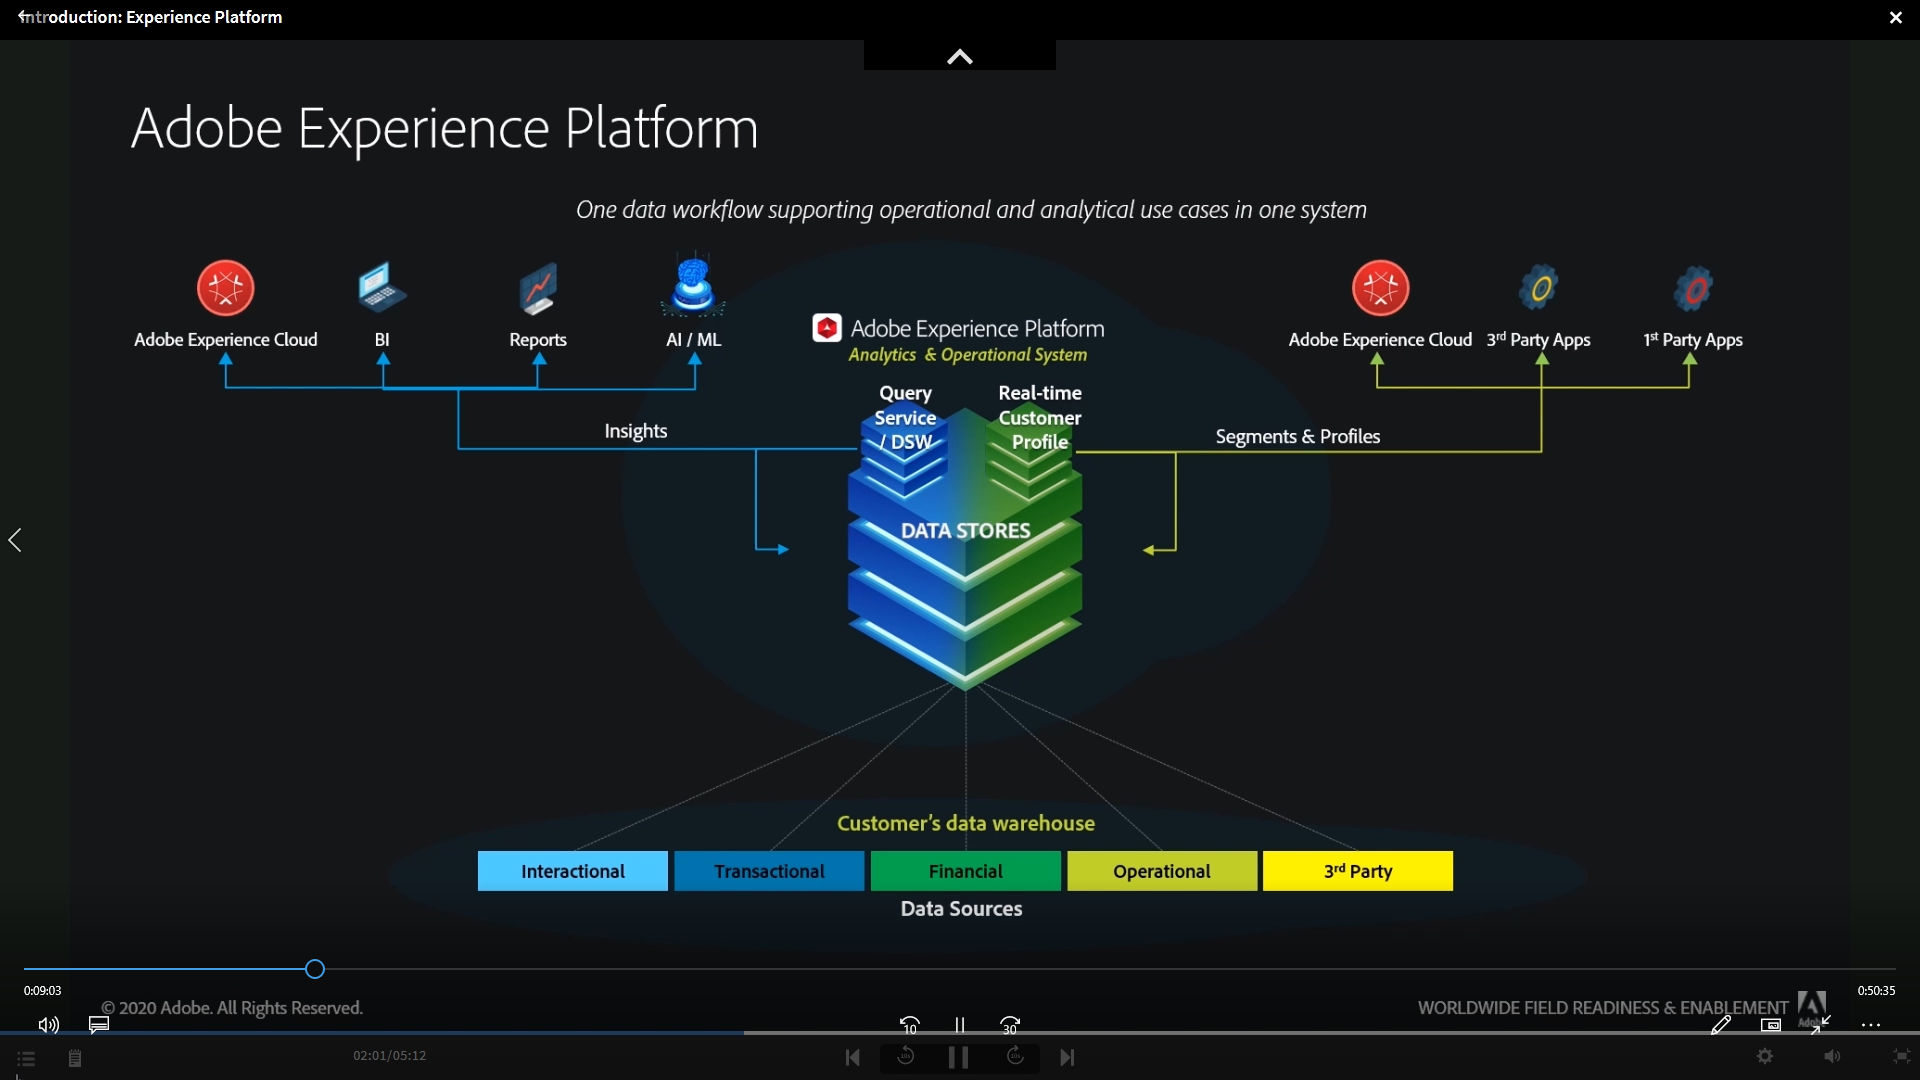 Introduction: Experience Platform
Adobe Experience Platform
One data workflow supporting operational and analytical use cases in one system
Adobe Experience Cloud
BI
Reports
AI / ML
Adobe Experience Platform
Analytics & Operational System
Adobe Experience Cloud
3rd Party Apps
1st Party Apps
Query
Service
/ DSW
Real-time
Customer
Profile
Insights
Segments & Profiles
DATA STORES
Customer's data warehouse
Interactional
Transactional
Financial
Operational
3rd Party
Data Sources
0:09:03
0:50:35
© 2020 Adobe. All Rights Reserved.
WORLDWIDE FIELD READINESS & ENABLEMENT
Adobe
10
30
02:01/05:12
10s
10s